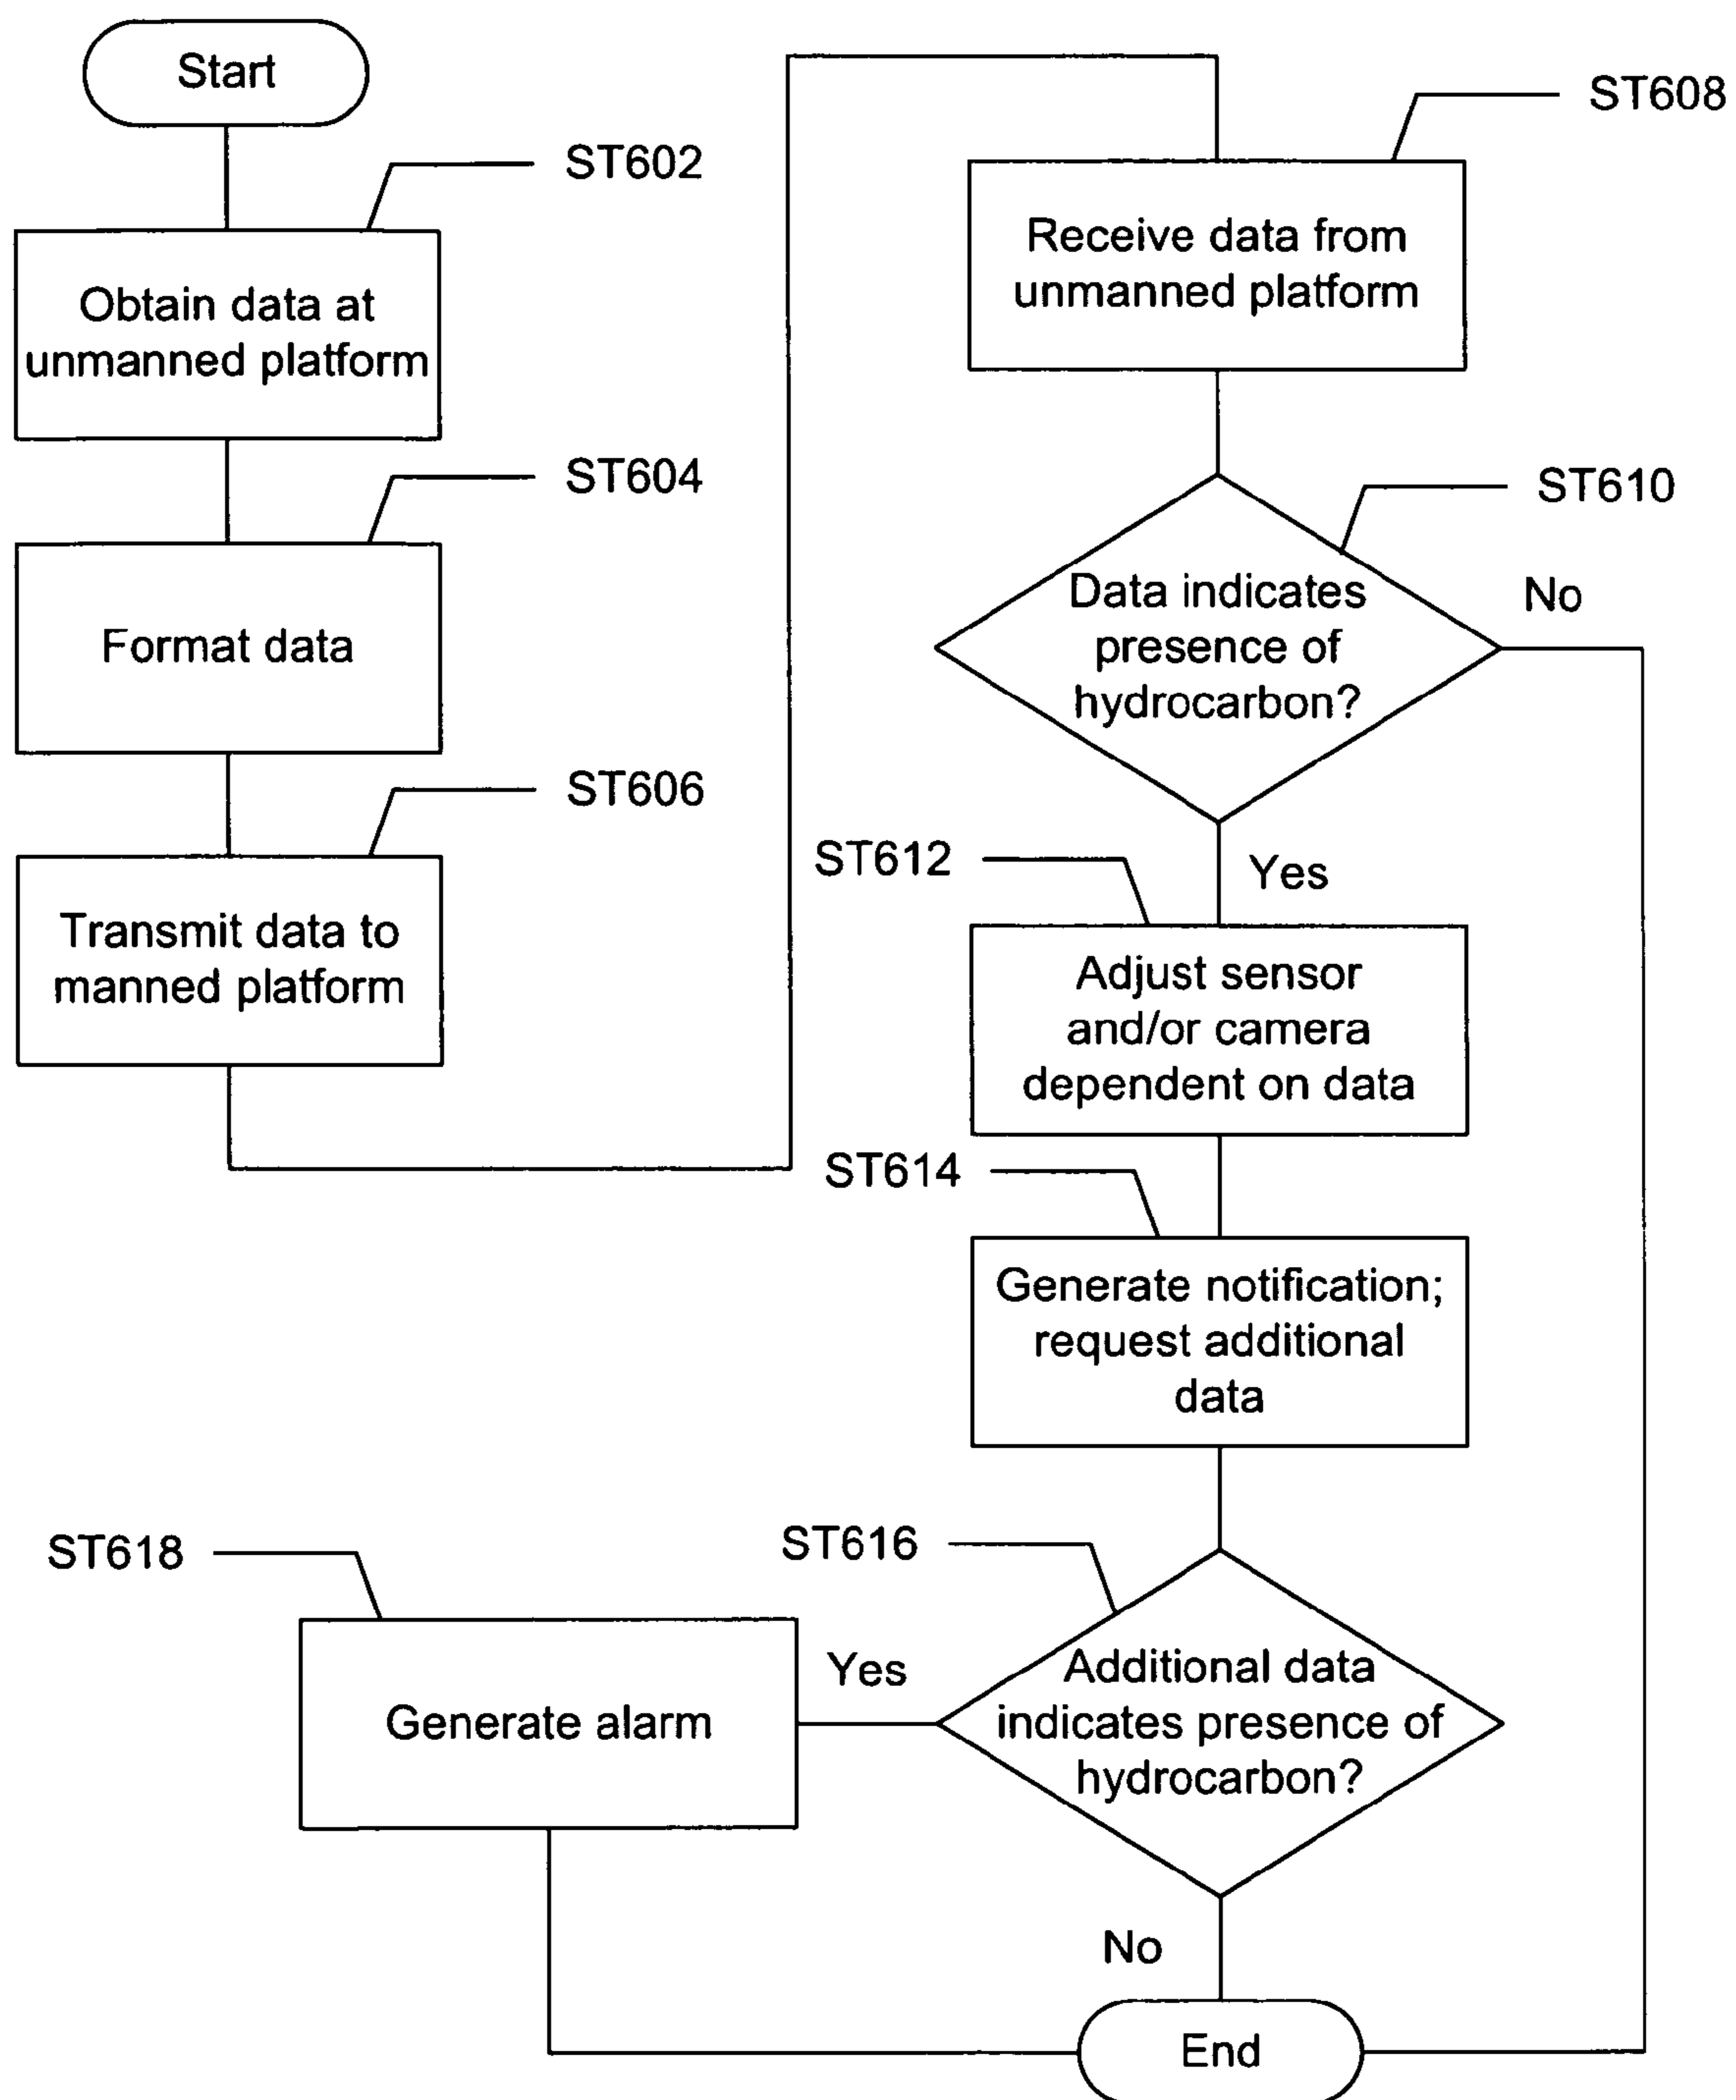 Start
ST602
Obtain data at
unmanned platform
ST604
Format data
ST606
Transmit data to
manned platform
ST608
Receive data from
unmanned platform
ST610
Data indicates
presence of
hydrocarbon?
No
Yes
ST612
Adjust sensor
and/or camera
dependent on data
ST614
Generate notification;
request additional
data
ST616
Additional data
indicates presence of
hydrocarbon?
Yes
ST618
Generate alarm
No
End